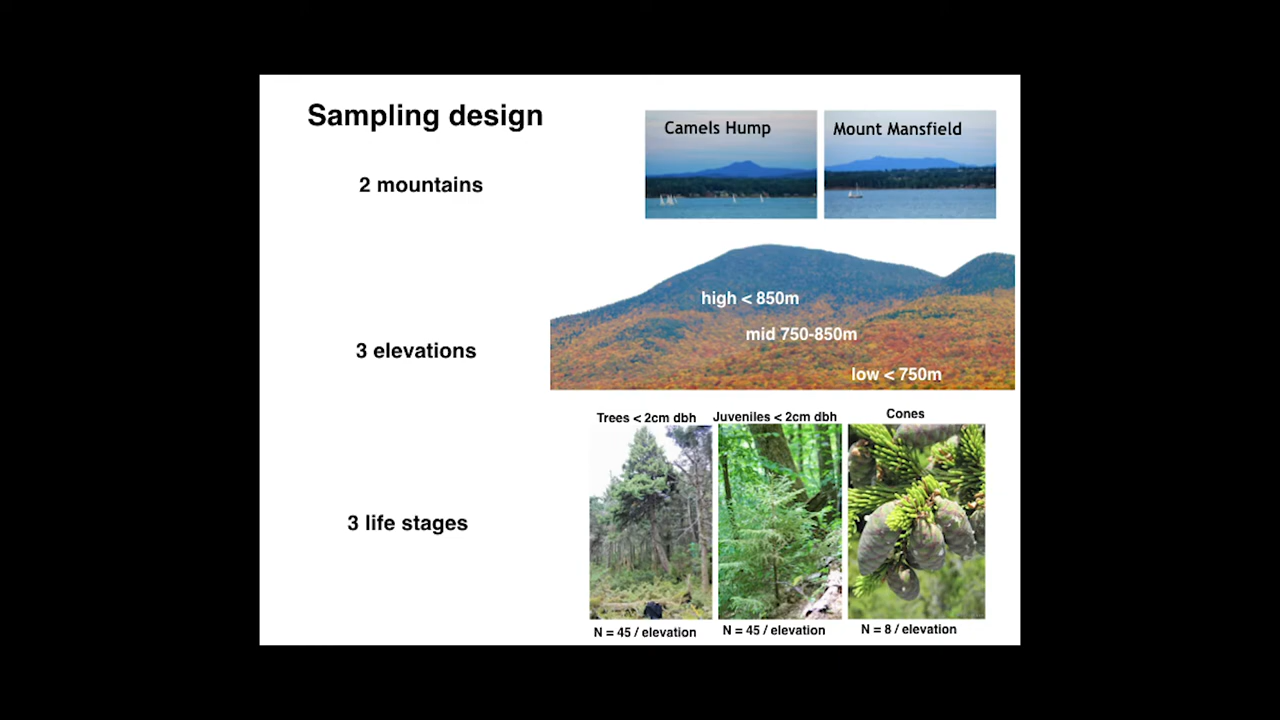 Sampling design
Camels Hump
Mount Mansfield
2 mountains
high < 850m
mid 750-850m
3 elevations
low < 750m
Trees < 2cm dbh
Juveniles < 2cm dbh
Cones
3 life stages
N = 45 / elevation
N = 45 / elevation
N = 8 / elevation